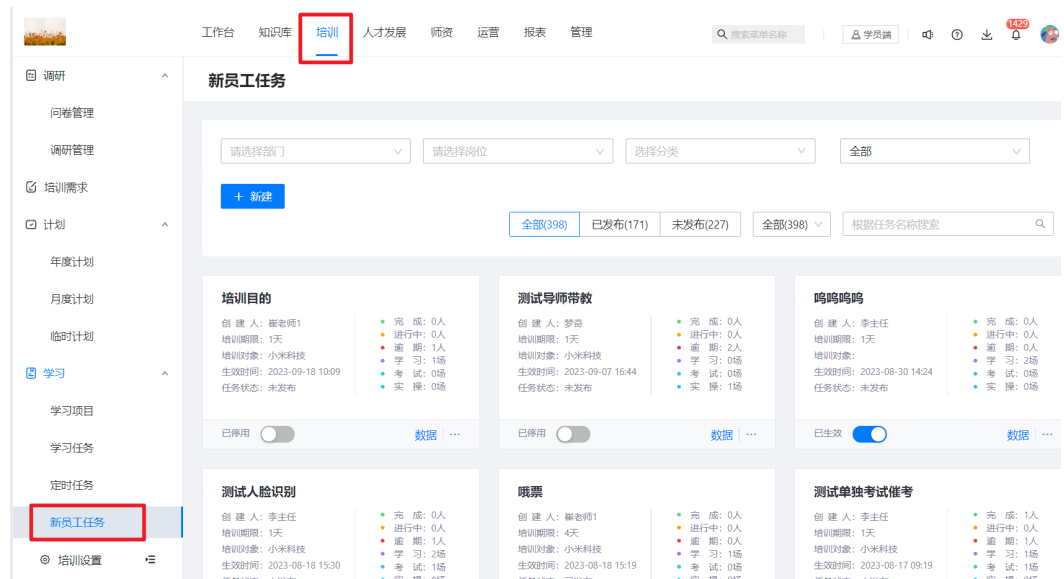 工作台 知识库 培训 人才发展 师资 运营 报表 管理 搜索菜单名称 学员端 1429
调研
问卷管理
调研管理
培训需求
计划
年度计划
月度计划
临时计划
学习
学习项目
学习任务
定时任务
新员工任务
培训设置
新员工任务
请选择部门 请选择岗位 选择分类 全部
+ 新建
全部(398) 已发布(171) 未发布(227) 全部(398) 根据任务名称搜索
培训目的
创 建 人：崔老师1
培训期限：1天
培训对象：小米科技
生效时间：2023-09-18 10:09
任务状态：未发布
完 成：0人
进行中：0人
逾 期：1人
学 习：1场
考 试：0场
实 操：0场
已停用 数据 ···
测试导师带教
创 建 人：梦奇
培训期限：1天
培训对象：小米科技
生效时间：2023-09-07 16:44
任务状态：未发布
完 成：0人
进行中：0人
逾 期：2人
学 习：0场
考 试：0场
实 操：1场
已停用 数据 ···
呜呜呜呜
创 建 人：李主任
培训期限：1天
培训对象：
生效时间：2023-08-30 14:24
任务状态：未发布
完 成：0人
进行中：0人
逾 期：0人
学 习：2场
考 试：0场
实 操：0场
已生效 数据 ···
测试人脸识别
创 建 人：李主任
培训期限：1天
培训对象：小米科技
生效时间：2023-08-18 15:30
完 成：0人
进行中：0人
逾 期：1人
学 习：2场
考 试：0场
哦票
创 建 人：崔老师1
培训期限：4天
培训对象：小米科技
生效时间：2023-08-18 15:19
完 成：0人
进行中：0人
逾 期：0人
学 习：1场
考 试：0场
测试单独考试催考
创 建 人：李主任
培训期限：1天
培训对象：小米科技
生效时间：2023-08-17 09:19
完 成：1人
进行中：0人
逾 期：1人
学 习：1场
考 试：1场